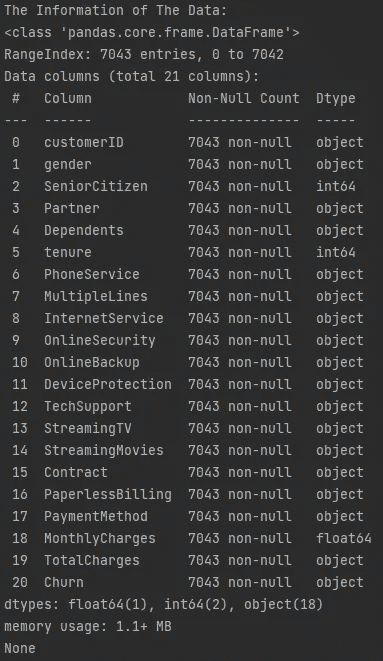 The Information of The Data:
<class 'pandas.core.frame.DataFrame'>
RangeIndex: 7043 entries, 0 to 7042
Data columns (total 21 columns):
 #   Column            Non-Null Count  Dtype
---  ------            --------------  -----
 0   customerID        7043 non-null   object
 1   gender            7043 non-null   object
 2   SeniorCitizen     7043 non-null   int64
 3   Partner           7043 non-null   object
 4   Dependents        7043 non-null   object
 5   tenure            7043 non-null   int64
 6   PhoneService      7043 non-null   object
 7   MultipleLines     7043 non-null   object
 8   InternetService   7043 non-null   object
 9   OnlineSecurity    7043 non-null   object
 10  OnlineBackup      7043 non-null   object
 11  DeviceProtection  7043 non-null   object
 12  TechSupport       7043 non-null   object
 13  StreamingTV       7043 non-null   object
 14  StreamingMovies   7043 non-null   object
 15  Contract          7043 non-null   object
 16  PaperlessBilling  7043 non-null   object
 17  PaymentMethod     7043 non-null   object
 18  MonthlyCharges    7043 non-null   float64
 19  TotalCharges      7043 non-null   object
 20  Churn             7043 non-null   object
dtypes: float64(1), int64(2), object(18)
memory usage: 1.1+ MB
None